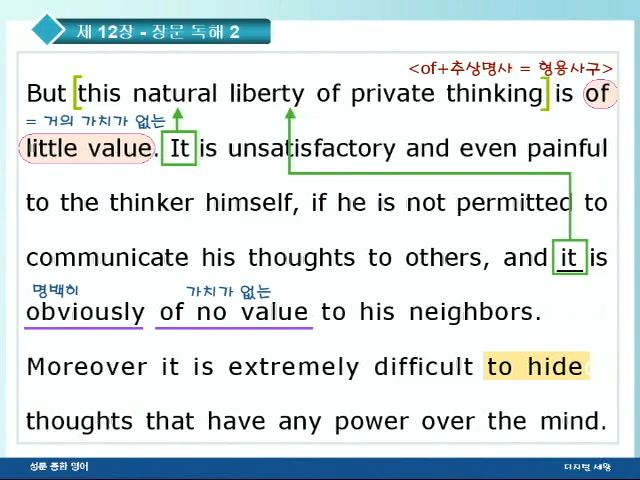 제 12장 - 장문 독해 2
<of+추상명사 = 형용사구>
But [this natural liberty of private thinking] is of
= 거의 가치가 없는
little value. It is unsatisfactory and even painful
to the thinker himself, if he is not permitted to
communicate his thoughts to others, and it is
명백히 가치가 없는
obviously of no value to his neighbors.
Moreover it is extremely difficult to hide
thoughts that have any power over the mind.
성문 종합 영어
디지털 세왕